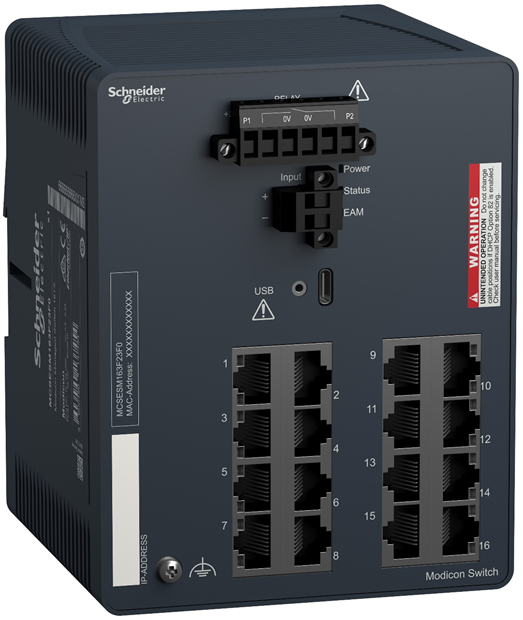 Schneider
Electric
RELAY
P1 0V 0V P2
Power
Input
+
Status
−
EAM
USB
WARNING
UNINTENDED OPERATION Do not change
cable positions if DHCP Option 82 is enabled.
Check user manual before servicing.
MCSESM163F23F0
MAC-Address: XXXXXXXXXXXX
IP-ADDRESS
1
2
3
4
5
6
7
8
9
10
11
12
13
14
15
16
Modicon Switch
Schneider
Electric
MCSESM163F23F0